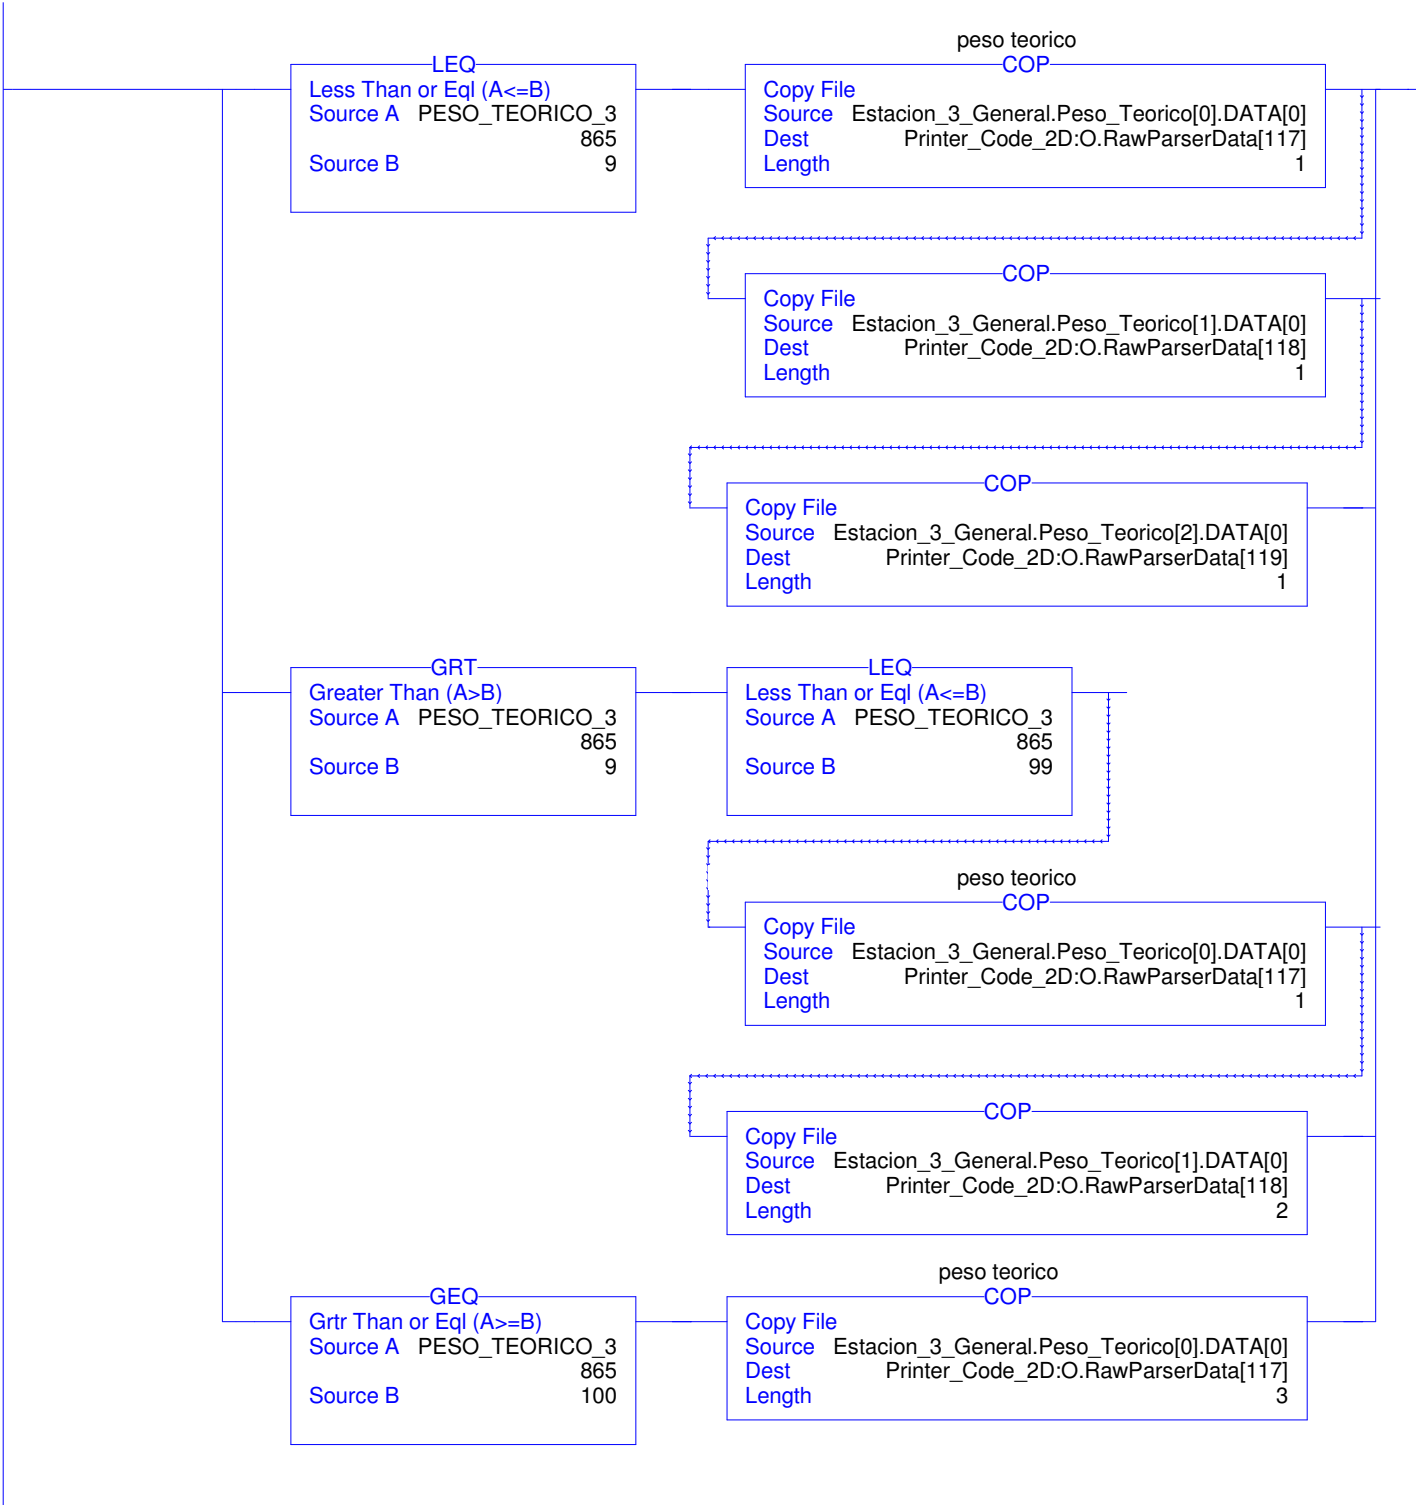 peso teorico
LEQ
Less Than or Eql (A<=B)
Source A PESO_TEORICO_3
865
Source B 9
COP
Copy File
Source Estacion_3_General.Peso_Teorico[0].DATA[0]
Dest Printer_Code_2D:O.RawParserData[117]
Length 1
COP
Copy File
Source Estacion_3_General.Peso_Teorico[1].DATA[0]
Dest Printer_Code_2D:O.RawParserData[118]
Length 1
COP
Copy File
Source Estacion_3_General.Peso_Teorico[2].DATA[0]
Dest Printer_Code_2D:O.RawParserData[119]
Length 1
GRT
Greater Than (A>B)
Source A PESO_TEORICO_3
865
Source B 9
LEQ
Less Than or Eql (A<=B)
Source A PESO_TEORICO_3
865
Source B 99
peso teorico
COP
Copy File
Source Estacion_3_General.Peso_Teorico[0].DATA[0]
Dest Printer_Code_2D:O.RawParserData[117]
Length 1
COP
Copy File
Source Estacion_3_General.Peso_Teorico[1].DATA[0]
Dest Printer_Code_2D:O.RawParserData[118]
Length 2
GEQ
Grtr Than or Eql (A>=B)
Source A PESO_TEORICO_3
865
Source B 100
peso teorico
COP
Copy File
Source Estacion_3_General.Peso_Teorico[0].DATA[0]
Dest Printer_Code_2D:O.RawParserData[117]
Length 3